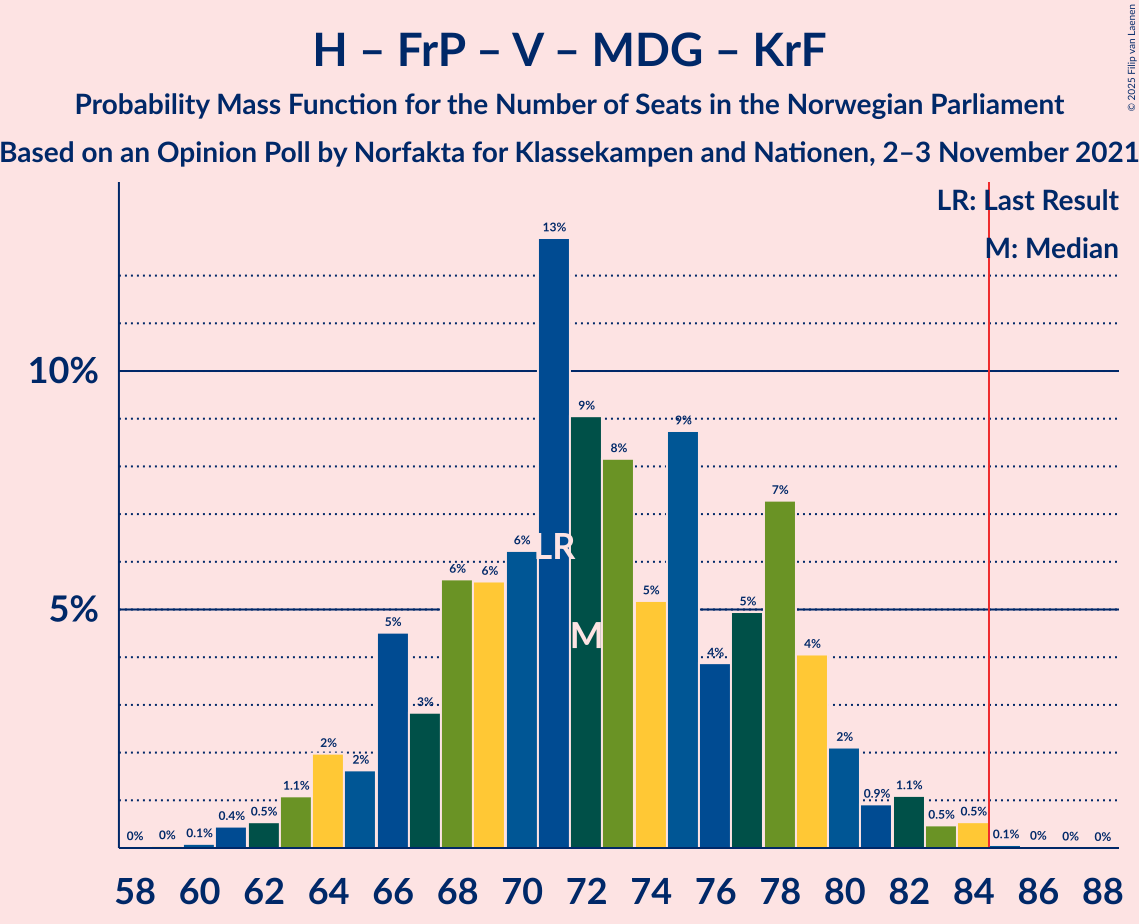 H – FrP – V – MDG – KrF
© 2025 Filip van Laenen
Probability Mass Function for the Number of Seats in the Norwegian Parliament
Based on an Opinion Poll by Norfakta for Klassekampen and Nationen, 2–3 November 2021
LR: Last Result
M: Median
10%
5%
0% 0% 0.1% 0.4% 0.5% 1.1% 2% 2% 5% 3% 6% 6% 6% 13% 9% 8% 5% 9% 4% 5% 7% 4% 2% 0.9% 1.1% 0.5% 0.5% 0.1% 0% 0% 0%
LR
M
58 60 62 64 66 68 70 72 74 76 78 80 82 84 86 88